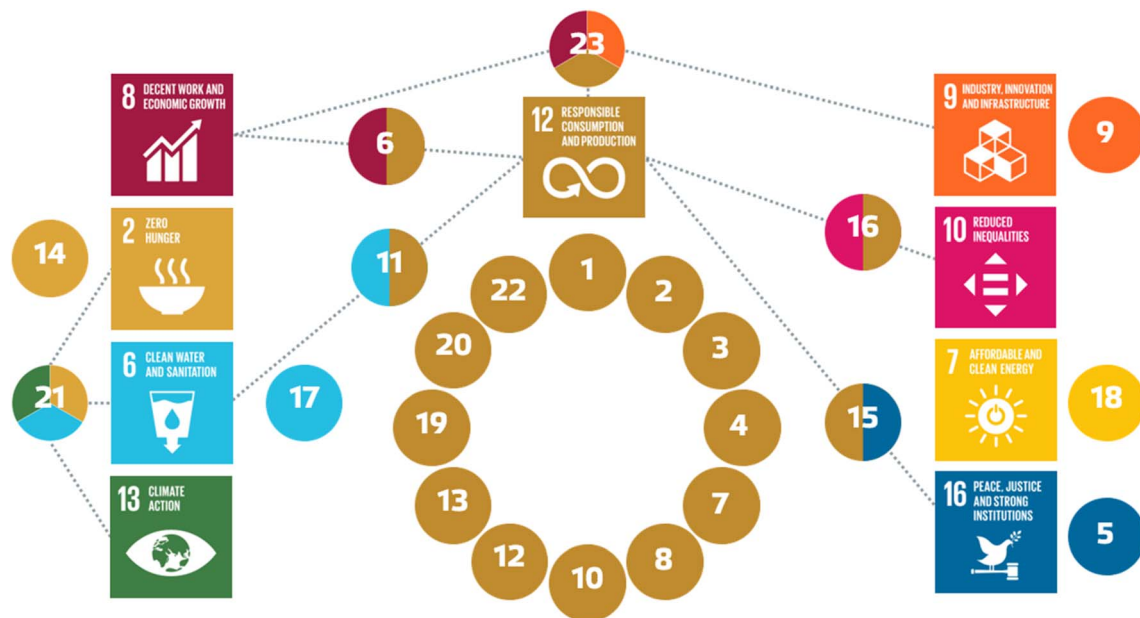 23
8 DECENT WORK AND
ECONOMIC GROWTH
6
12 RESPONSIBLE
CONSUMPTION
AND PRODUCTION
9 INDUSTRY, INNOVATION
AND INFRASTRUCTURE
9
14
2 ZERO
HUNGER
11
16
10 REDUCED
INEQUALITIES
1
22
2
20
3
21
6 CLEAN WATER
AND SANITATION
17
19
4
15
7 AFFORDABLE AND
CLEAN ENERGY
18
13 CLIMATE
ACTION
13
7
12
10
8
16 PEACE, JUSTICE
AND STRONG
INSTITUTIONS
5